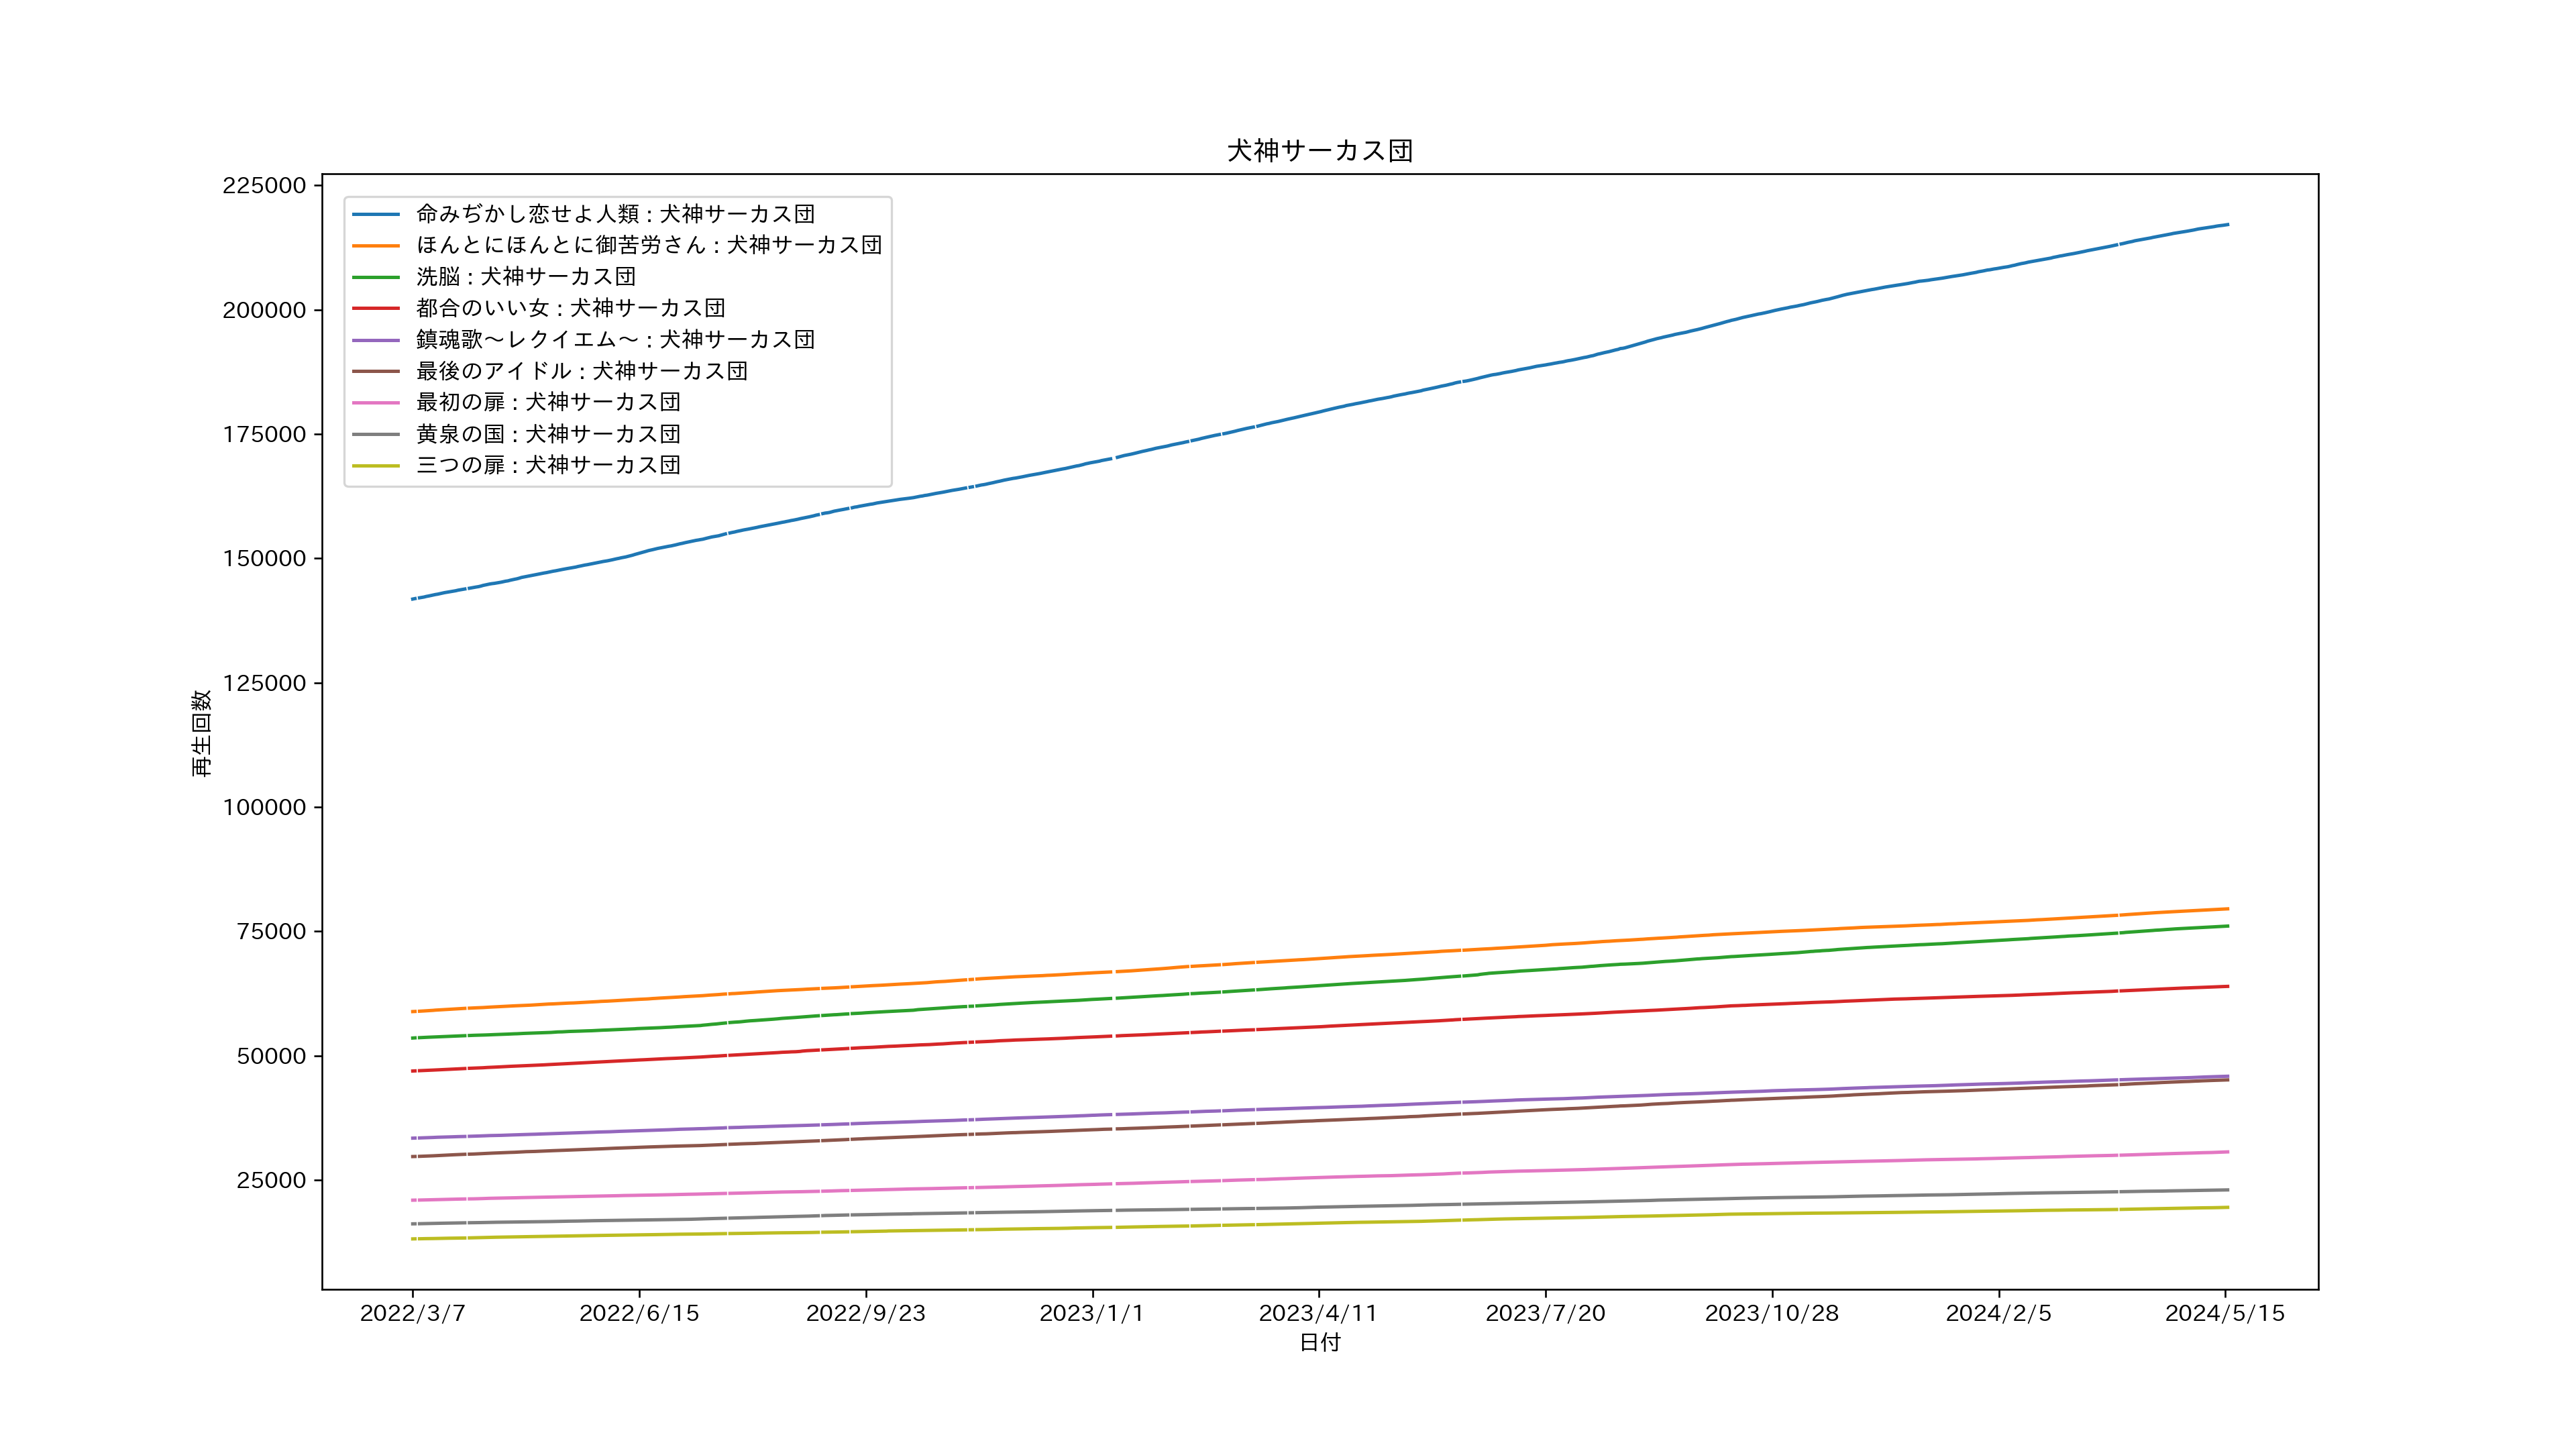 犬神サーカス団
225000
200000
175000
150000
125000
100000
75000
50000
25000
再生回数
命みぢかし恋せよ人類 : 犬神サーカス団
ほんとにほんとに御苦労さん : 犬神サーカス団
洗脳 : 犬神サーカス団
都合のいい女 : 犬神サーカス団
鎮魂歌～レクイエム～ : 犬神サーカス団
最後のアイドル : 犬神サーカス団
最初の扉 : 犬神サーカス団
黄泉の国 : 犬神サーカス団
三つの扉 : 犬神サーカス団
2022/3/7 2022/6/15 2022/9/23 2023/1/1 2023/4/11 2023/7/20 2023/10/28 2024/2/5 2024/5/15
日付